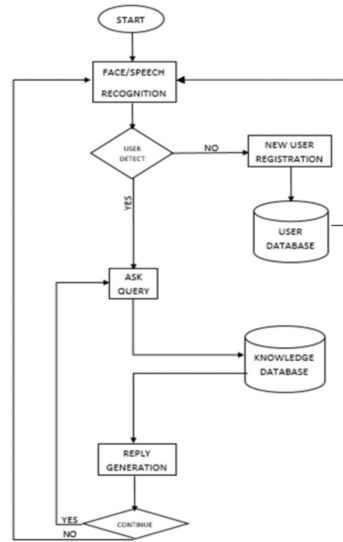 START
FACE/SPEECH
RECOGNITION
USER
DETECT
NO
NEW USER
REGISTRATION
YES
USER
DATABASE
ASK
QUERY
KNOWLEDGE
DATABASE
REPLY
GENERATION
YES
CONTINUE
NO